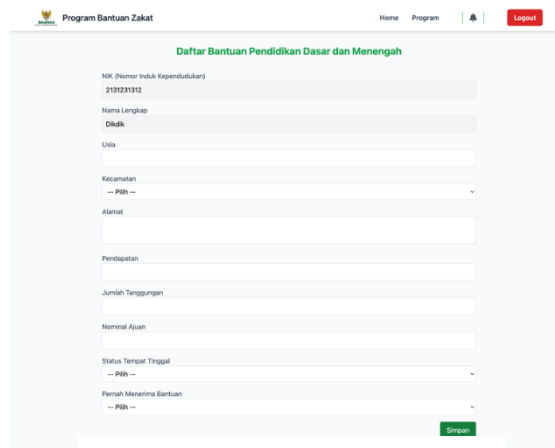 BAZNAS
Program Bantuan Zakat
Home Program
Logout
Daftar Bantuan Pendidikan Dasar dan Menengah
NIK (Nomor Induk Kependudukan)
2131231312
Nama Lengkap
Dikdik
Usia
Kecamatan
-- Pilih --
Alamat
Pendapatan
Jumlah Tanggungan
Nominal Ajuan
Status Tempat Tinggal
-- Pilih --
Pernah Menerima Bantuan
-- Pilih --
Simpan